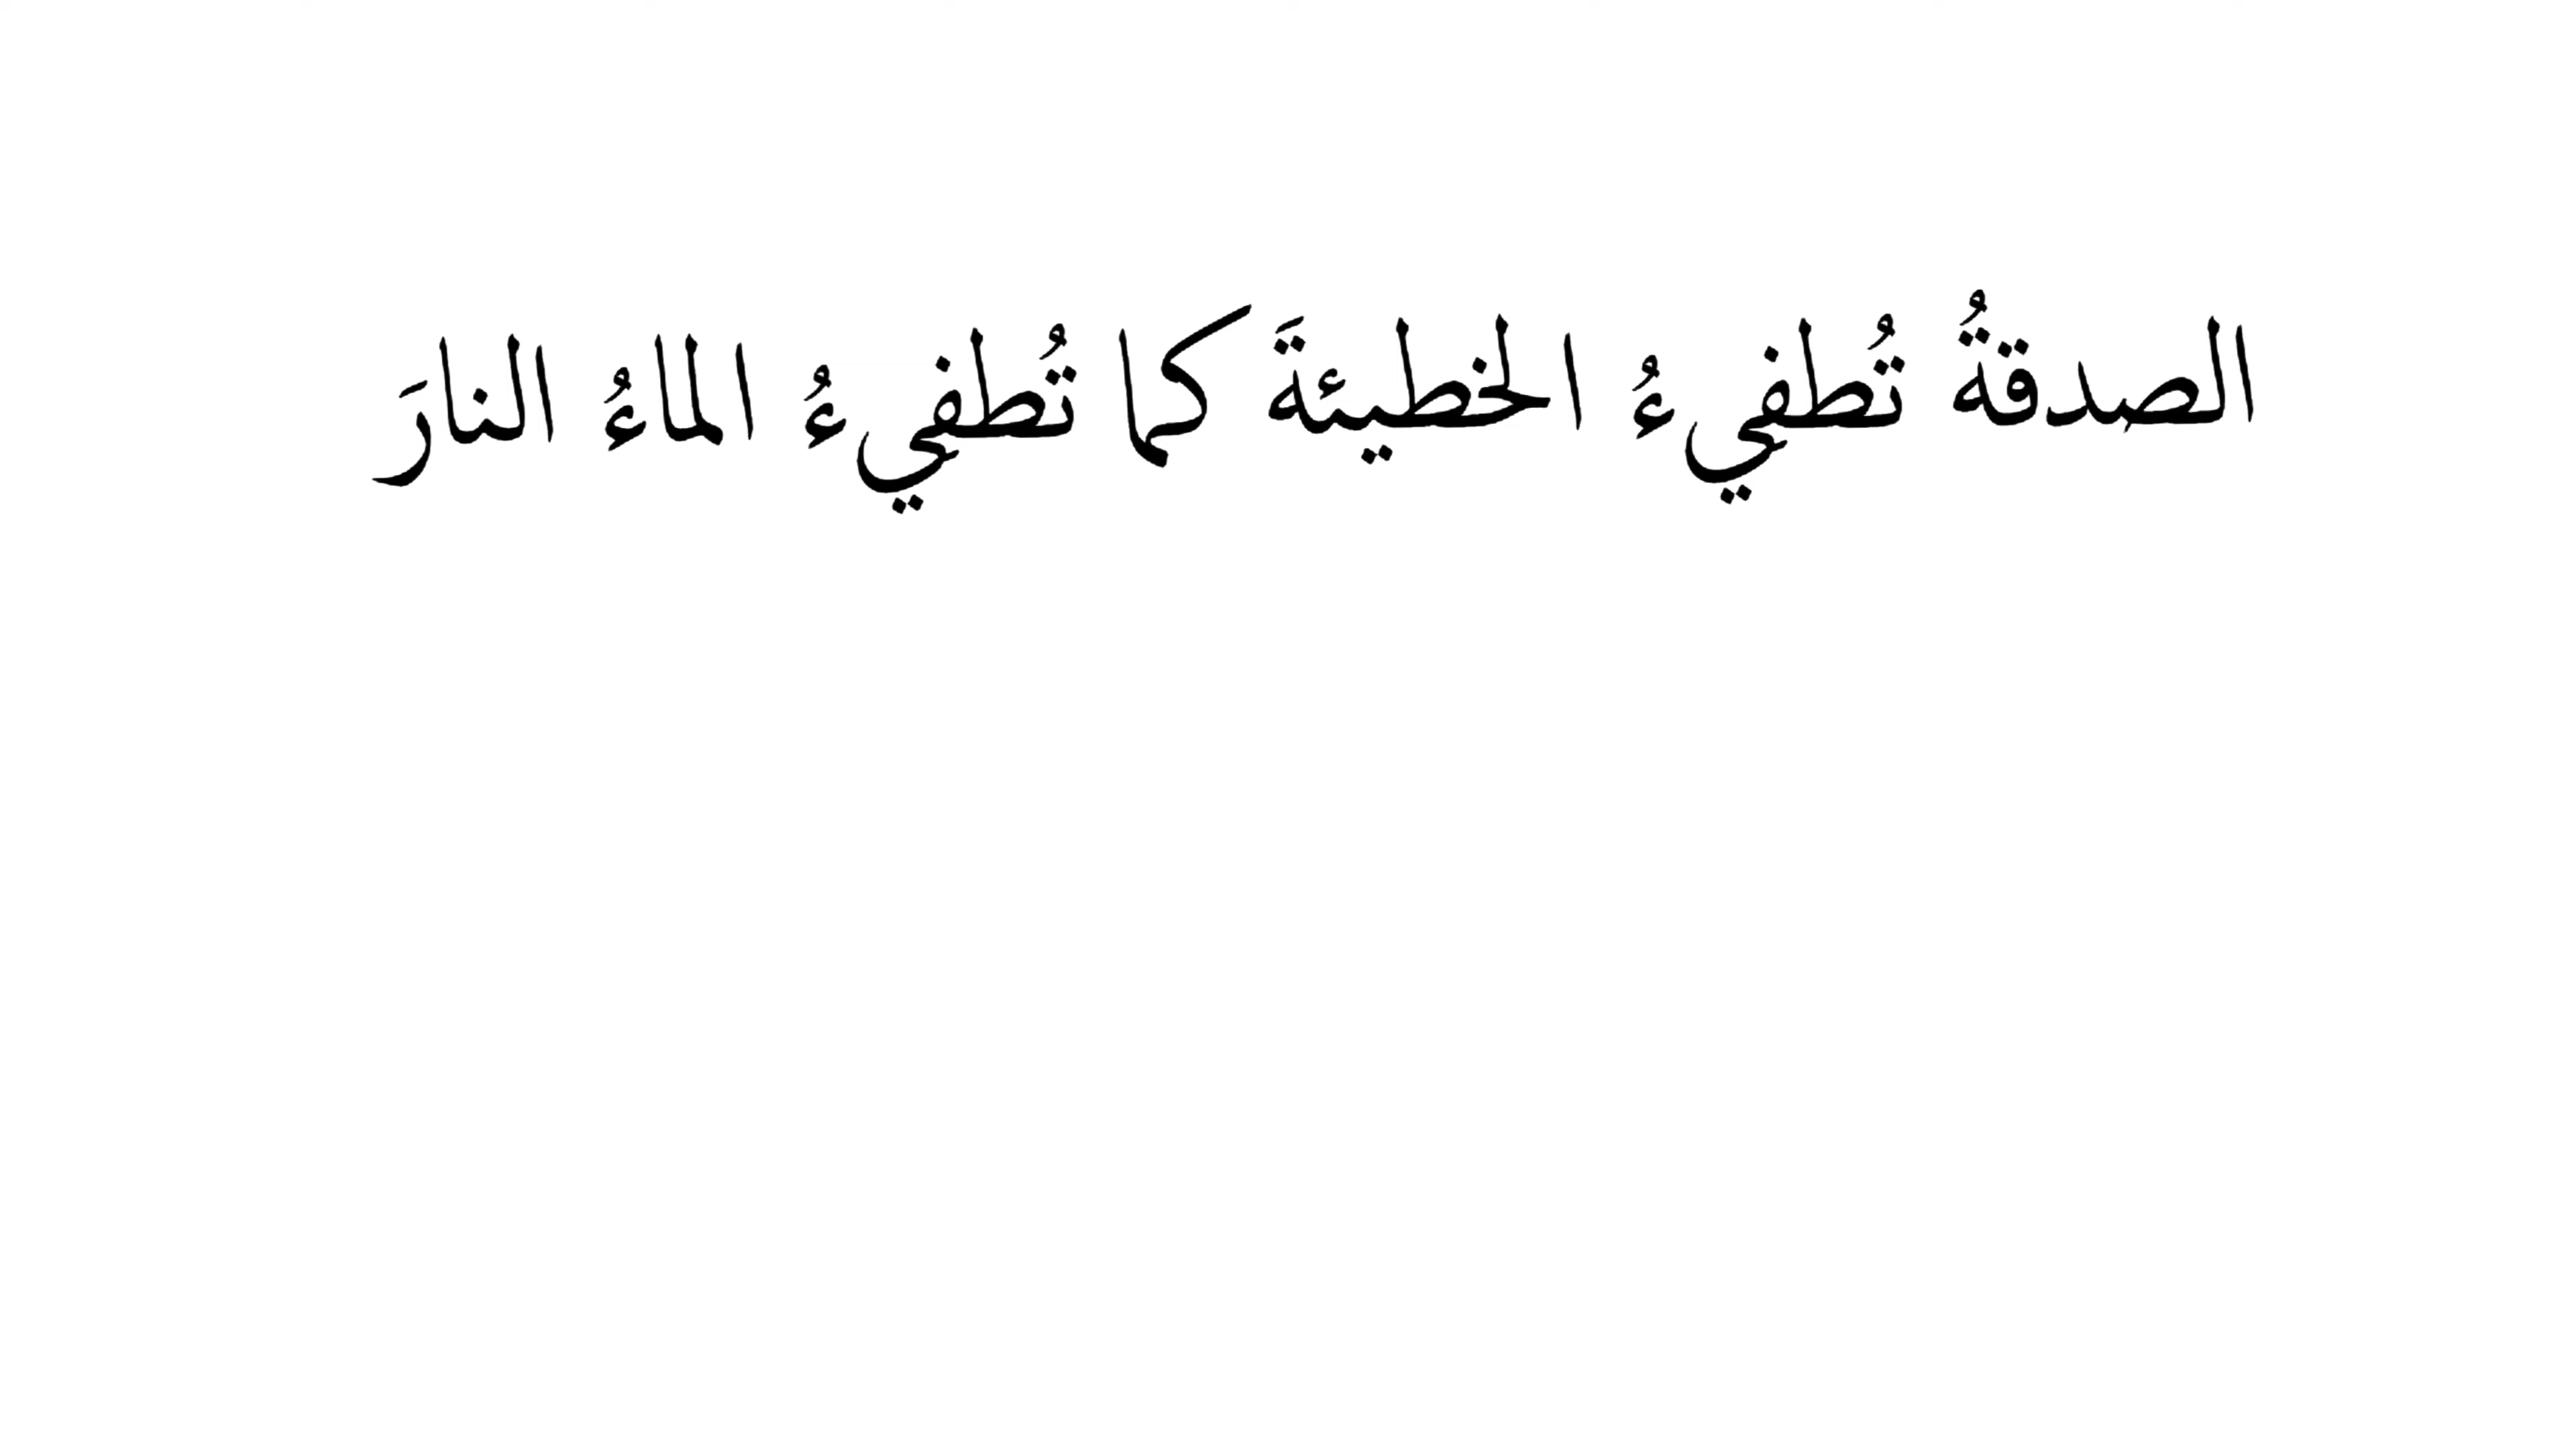 الصدقةُ تُطفيءُ الخطيئةَ كما تُطفيءُ الماءُ النارَ